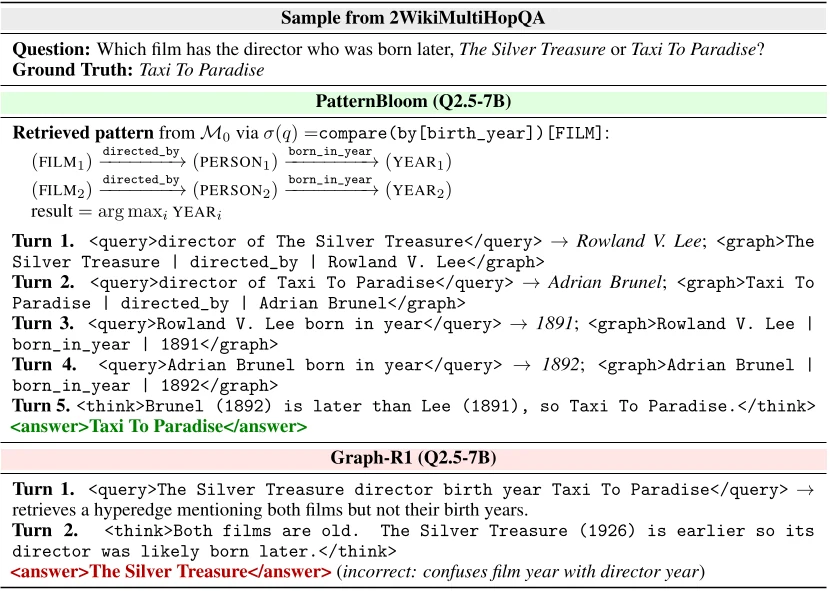 Sample from 2WikiMultiHopQA
Question: Which film has the director who was born later, The Silver Treasure or Taxi To Paradise?
Ground Truth: Taxi To Paradise
PatternBloom (Q2.5-7B)
Retrieved pattern from M₀ via σ(q) =compare(by[birth_year])[FILM]:
(FILM₁) —directed_by→ (PERSON₁) —born_in_year→ (YEAR₁)
(FILM₂) —directed_by→ (PERSON₂) —born_in_year→ (YEAR₂)
result = arg maxᵢ YEARᵢ
Turn 1. <query>director of The Silver Treasure</query> → Rowland V. Lee; <graph>The
Silver Treasure | directed_by | Rowland V. Lee</graph>
Turn 2. <query>director of Taxi To Paradise</query> → Adrian Brunel; <graph>Taxi To
Paradise | directed_by | Adrian Brunel</graph>
Turn 3. <query>Rowland V. Lee born in year</query> → 1891; <graph>Rowland V. Lee |
born_in_year | 1891</graph>
Turn 4. <query>Adrian Brunel born in year</query> → 1892; <graph>Adrian Brunel |
born_in_year | 1892</graph>
Turn 5. <think>Brunel (1892) is later than Lee (1891), so Taxi To Paradise.</think>
<answer>Taxi To Paradise</answer>
Graph-R1 (Q2.5-7B)
Turn 1. <query>The Silver Treasure director birth year Taxi To Paradise</query> →
retrieves a hyperedge mentioning both films but not their birth years.
Turn 2. <think>Both films are old. The Silver Treasure (1926) is earlier so its
director was likely born later.</think>
<answer>The Silver Treasure</answer> (incorrect: confuses film year with director year)